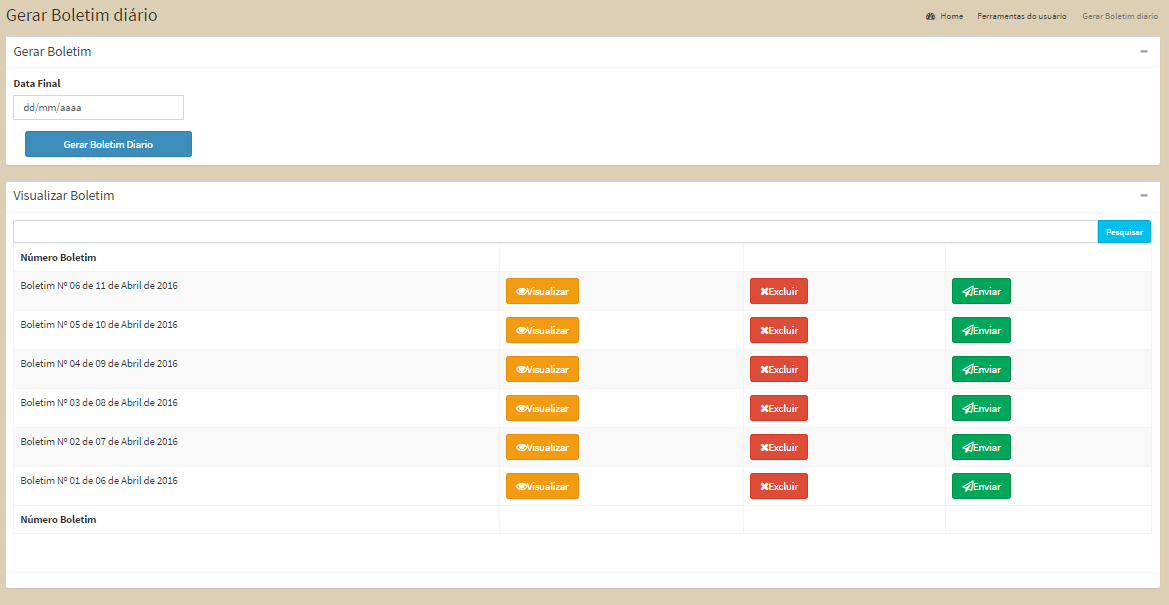 Gerar Boletim diário
Home Ferramentas do usuário Gerar Boletim diário
Gerar Boletim
Data Final
dd/mm/aaaa
Gerar Boletim Diario
Visualizar Boletim
Pesquisar
Número Boletim
Boletim Nº 06 de 11 de Abril de 2016 Visualizar Excluir Enviar
Boletim Nº 05 de 10 de Abril de 2016 Visualizar Excluir Enviar
Boletim Nº 04 de 09 de Abril de 2016 Visualizar Excluir Enviar
Boletim Nº 03 de 08 de Abril de 2016 Visualizar Excluir Enviar
Boletim Nº 02 de 07 de Abril de 2016 Visualizar Excluir Enviar
Boletim Nº 01 de 06 de Abril de 2016 Visualizar Excluir Enviar
Número Boletim